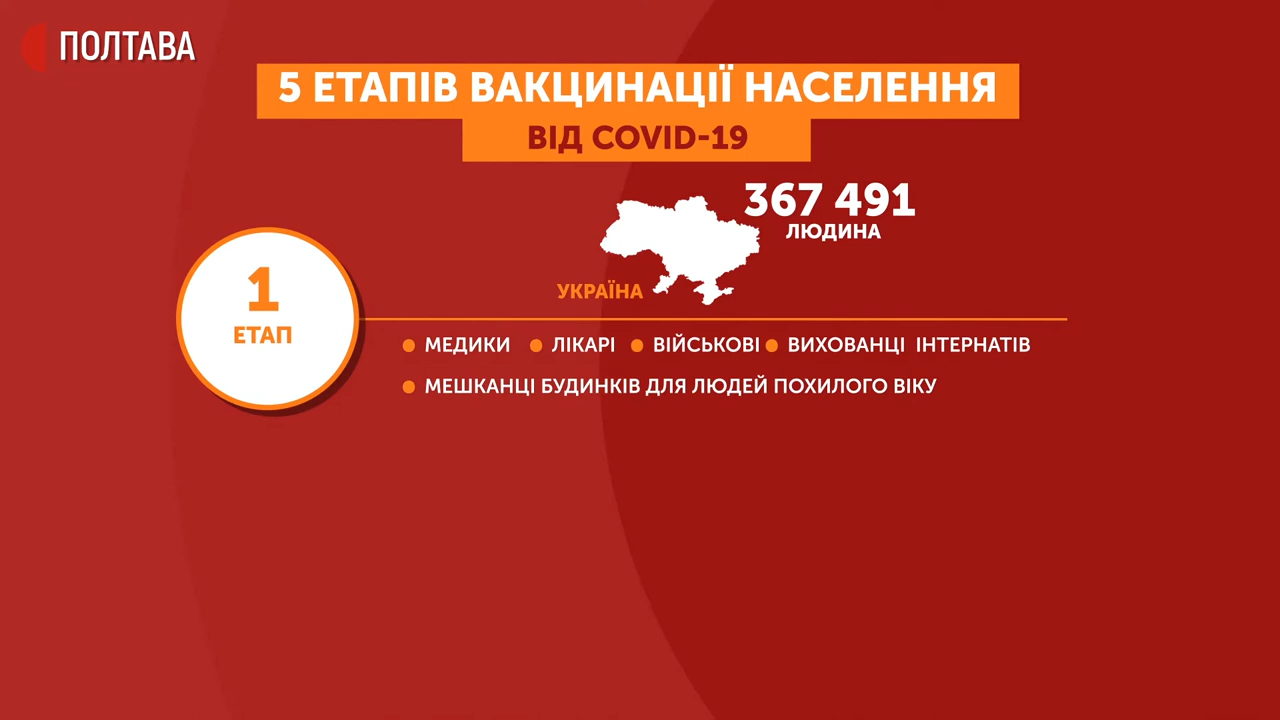 ПОЛТАВА
5 ЕТАПІВ ВАКЦИНАЦІЇ НАСЕЛЕННЯ
ВІД COVID-19
367 491
ЛЮДИНА
УКРАЇНА
1
ЕТАП
МЕДИКИ ЛІКАРІ ВІЙСЬКОВІ ВИХОВАНЦІ ІНТЕРНАТІВ
МЕШКАНЦІ БУДИНКІВ ДЛЯ ЛЮДЕЙ ПОХИЛОГО ВІКУ